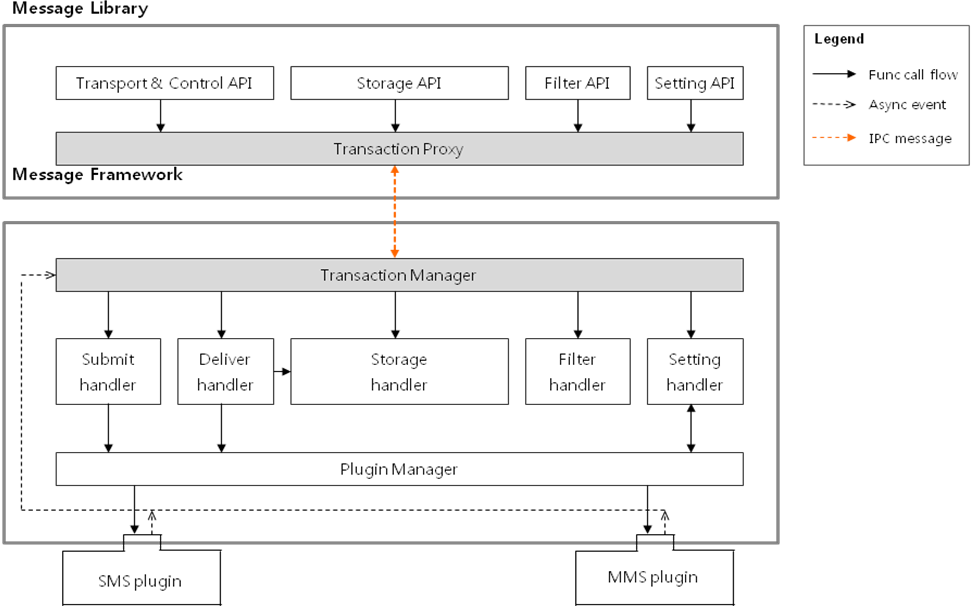 Message Library
Legend
Transport & Control API
Storage API
Filter API
Setting API
Func call flow
Async event
IPC message
Transaction Proxy
Message Framework
Transaction Manager
Submit
handler
Deliver
handler
Storage
handler
Filter
handler
Setting
handler
Plugin Manager
SMS plugin
MMS plugin